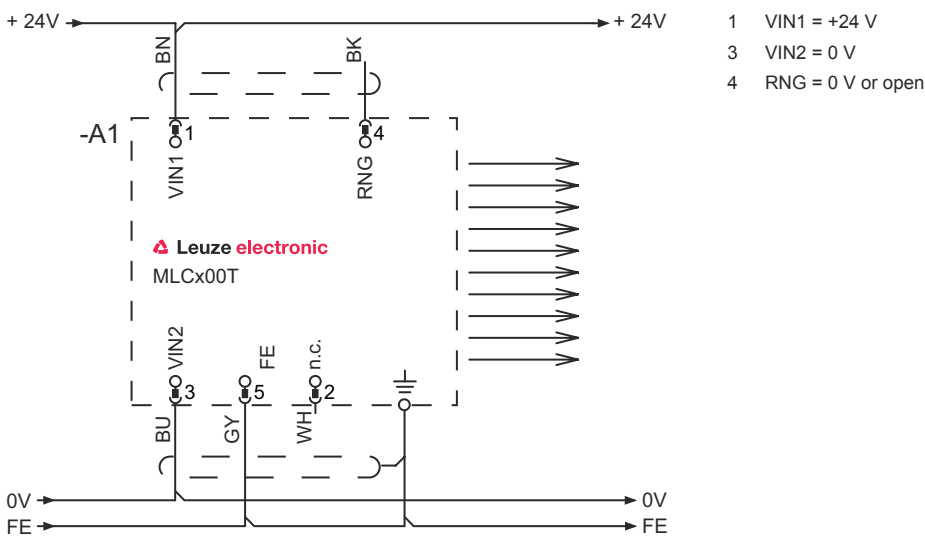 + 24V
+ 24V
1 VIN1 = +24 V
3 VIN2 = 0 V
4 RNG = 0 V or open
BN
BK
-A1
1
4
VIN1
RNG
Leuze electronic
MLCx00T
VIN2
FE
n.c.
3
5
2
BU
GY
WH
0V
0V
FE
FE